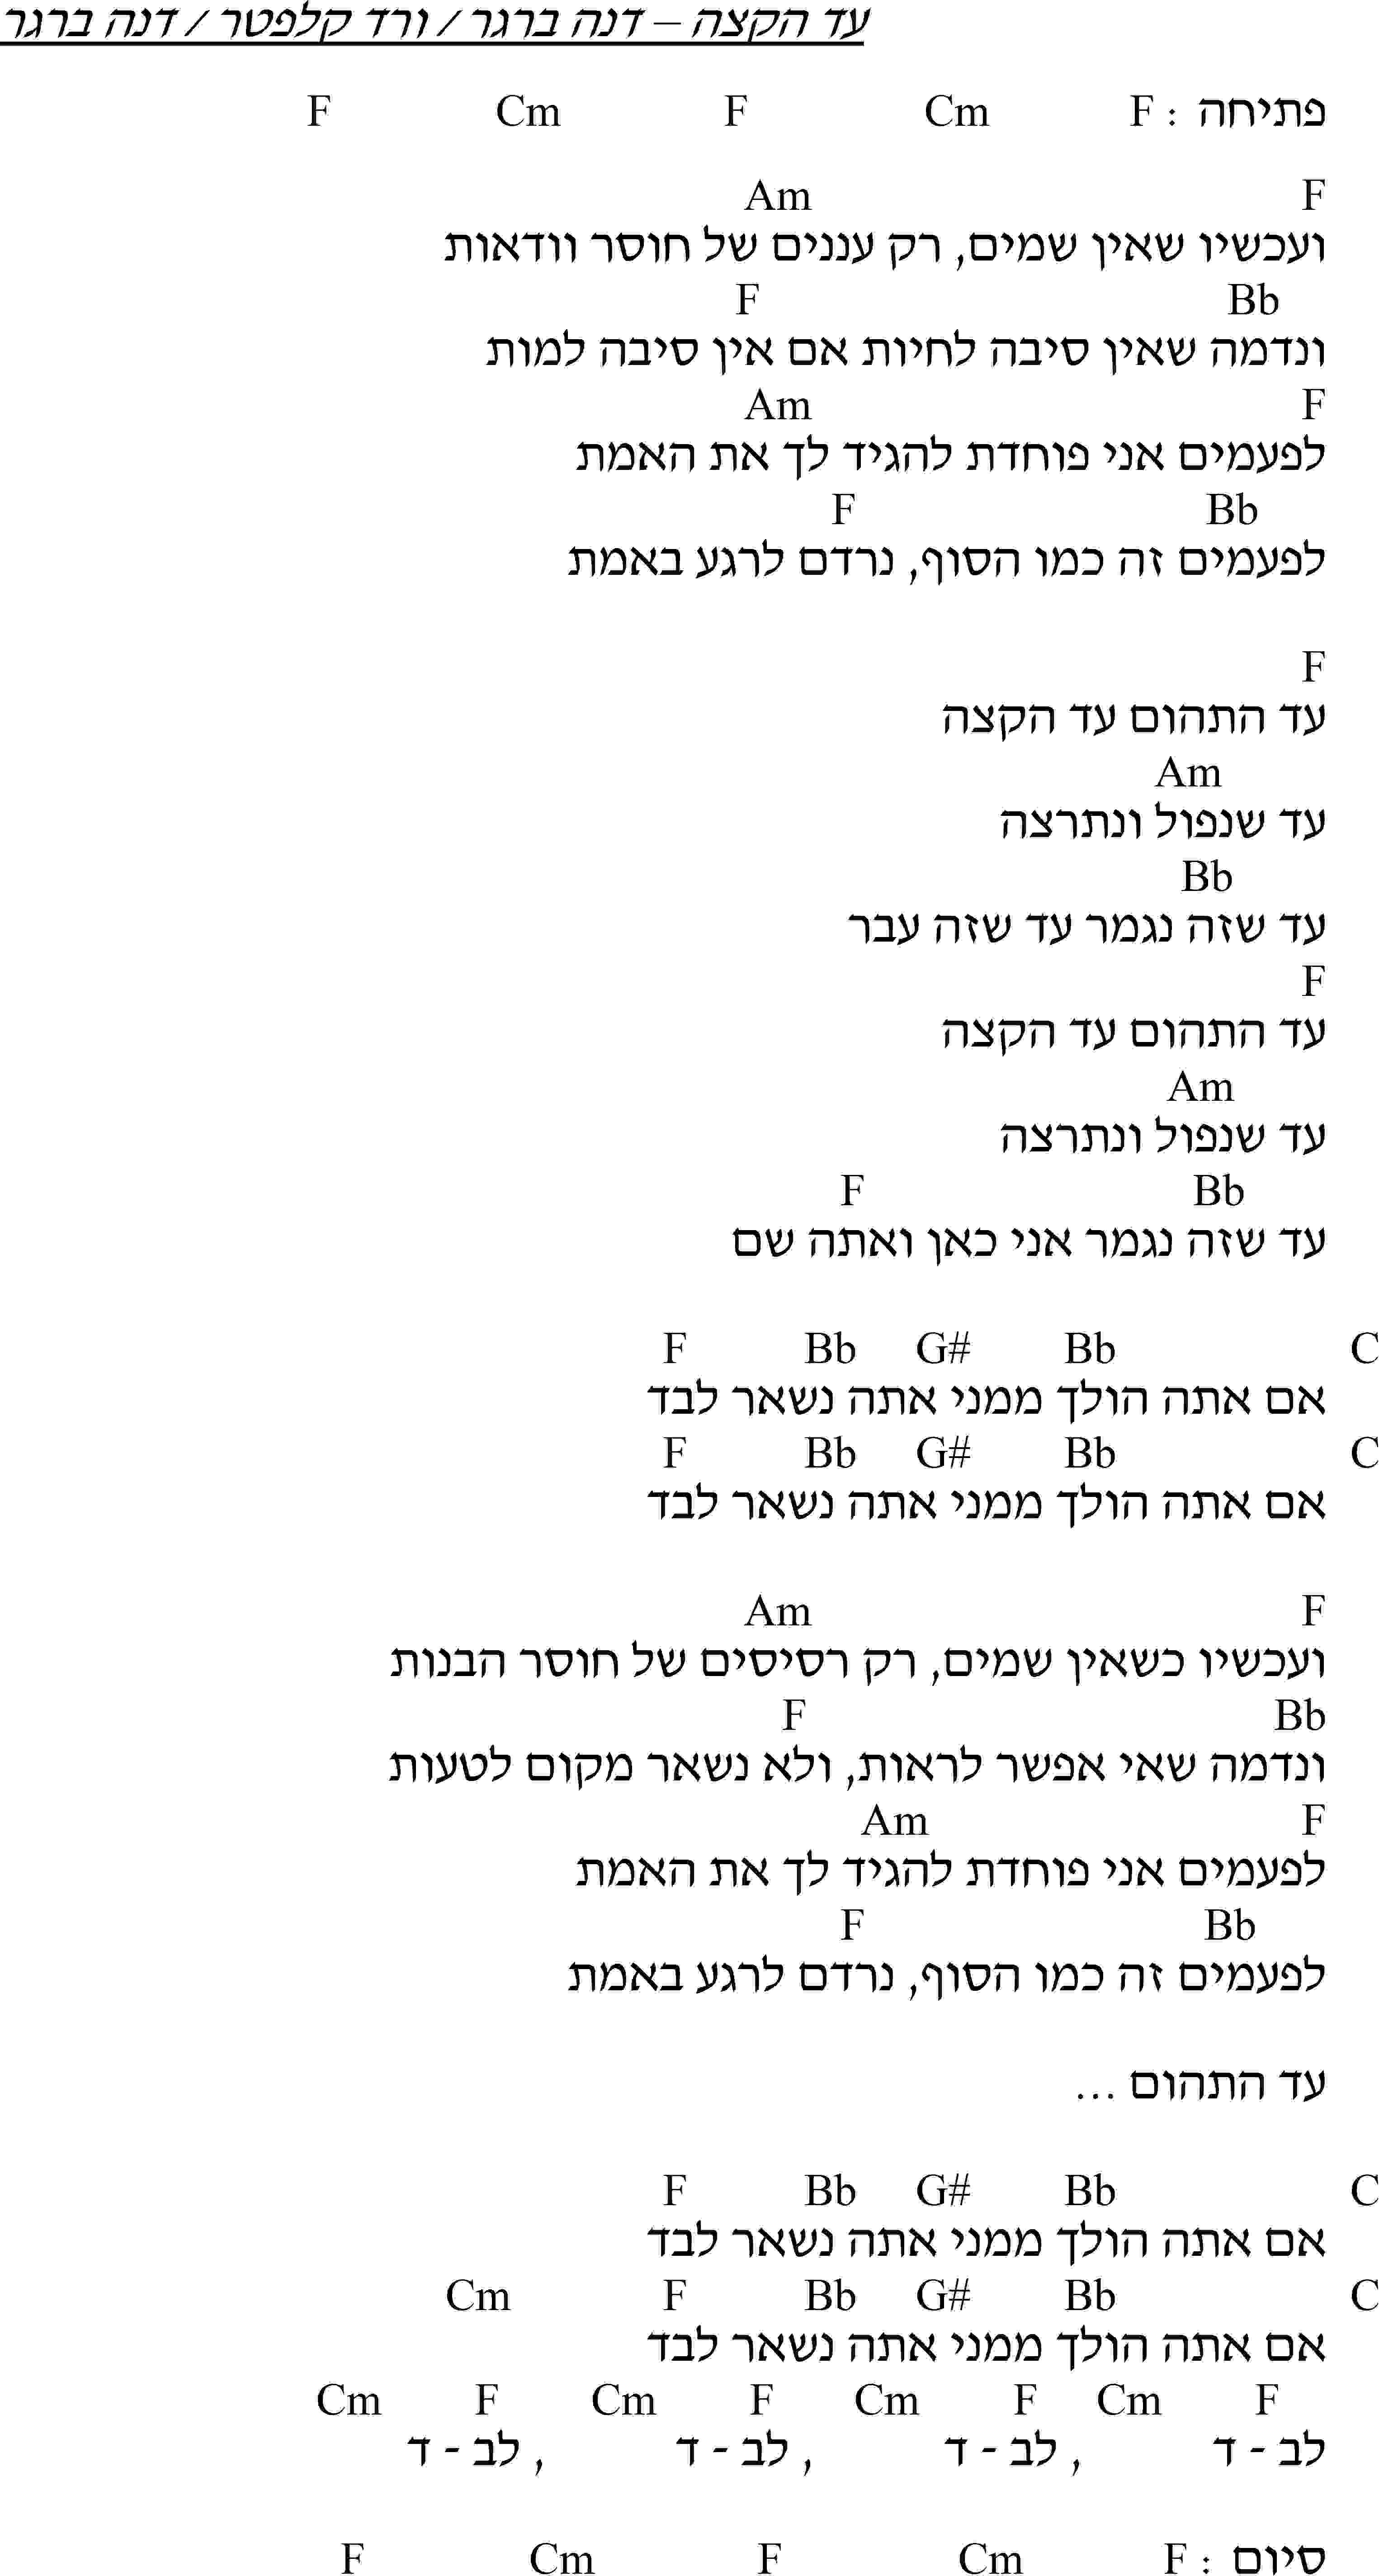 עד הקצה – דנה ברגר / ורד קלפטר / דנה ברגר
פתיחה : F Cm F Cm F
F Am
ועכשיו שאין שמים, רק עננים של חוסר וודאות
Bb F
ונדמה שאין סיבה לחיות אם אין סיבה למות
F Am
לפעמים אני פוחדת להגיד לך את האמת
Bb F
לפעמים זה כמו הסוף, נרדם לרגע באמת
F
עד התהום עד הקצה
Am
עד שנפול ונתרצה
Bb
עד שזה נגמר עד שזה עבר
F
עד התהום עד הקצה
Am
עד שנפול ונתרצה
Bb F
עד שזה נגמר אני כאן ואתה שם
C Bb G# Bb F
אם אתה הולך ממני אתה נשאר לבד
C Bb G# Bb F
אם אתה הולך ממני אתה נשאר לבד
F Am
ועכשיו כשאין שמים, רק רסיסים של חוסר הבנות
Bb F
ונדמה שאי אפשר לראות, ולא נשאר מקום לטעות
F Am
לפעמים אני פוחדת להגיד לך את האמת
Bb F
לפעמים זה כמו הסוף, נרדם לרגע באמת
עד התהום ...
C Bb G# Bb F
אם אתה הולך ממני אתה נשאר לבד
C Bb G# Bb F Cm
אם אתה הולך ממני אתה נשאר לבד
F Cm F Cm F Cm F Cm
לב - ד , לב - ד , לב - ד , לב - ד
סיום : F Cm F Cm F